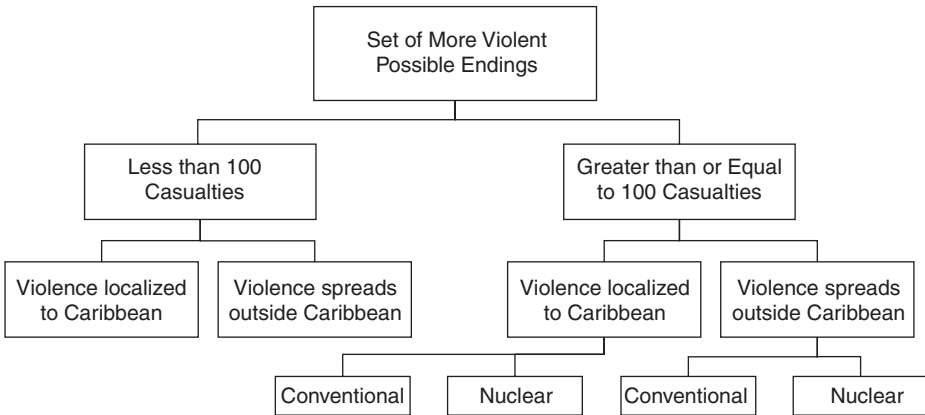 Set of More Violent
Possible Endings
Less than 100
Casualties
Greater than or Equal
to 100 Casualties
Violence localized
to Caribbean
Violence spreads
outside Caribbean
Violence localized
to Caribbean
Violence spreads
outside Caribbean
Conventional
Nuclear
Conventional
Nuclear